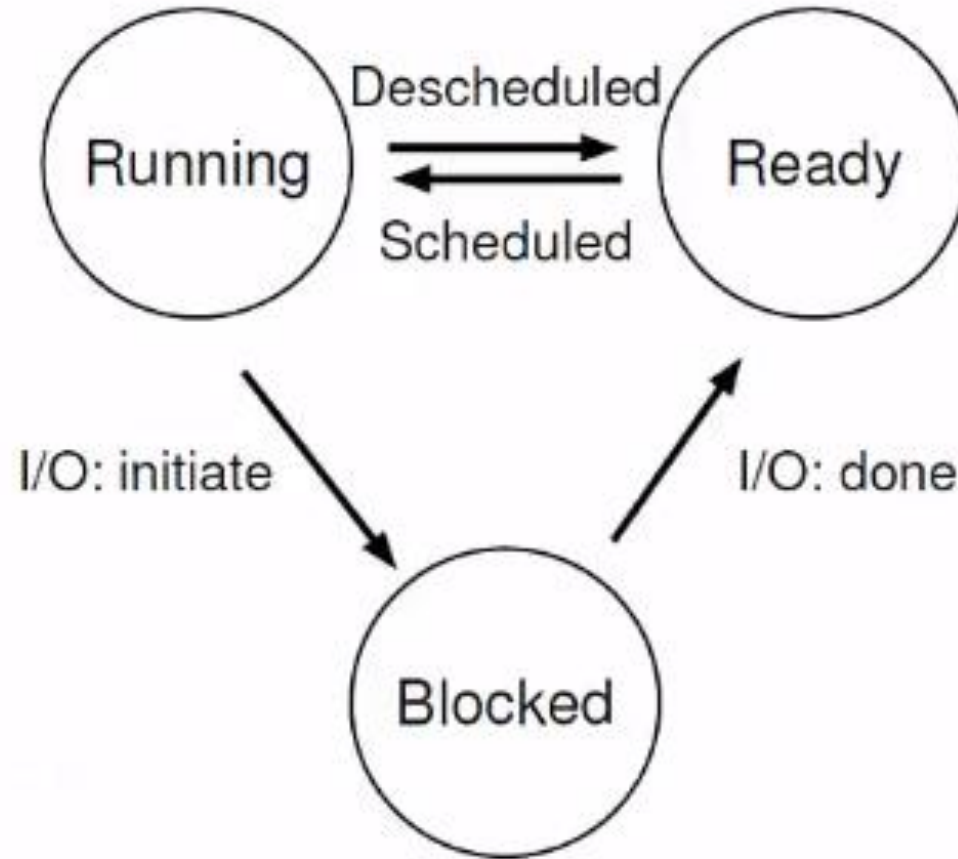 Descheduled
Running
Ready
Scheduled
I/O: initiate
I/O: done
Blocked